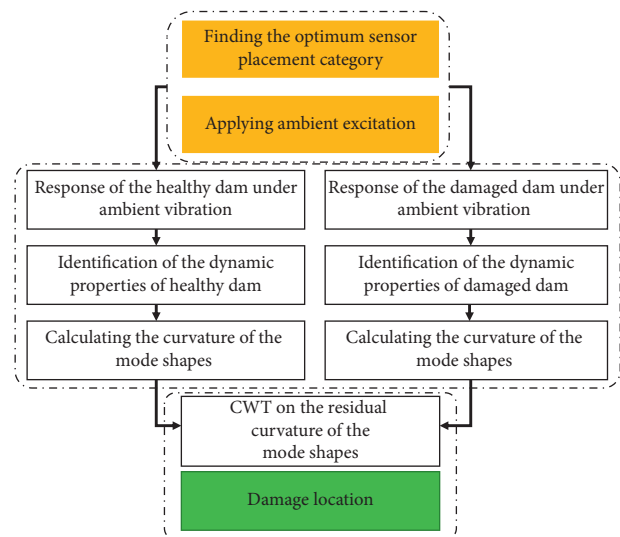 Finding the optimum sensor
placement category
Applying ambient excitation
Response of the healthy dam under
ambient vibration
Identification of the dynamic
properties of healthy dam
Calculating the curvature of the
mode shapes
Response of the damaged dam under
ambient vibration
Identification of the dynamic
properties of damaged dam
Calculating the curvature of the
mode shapes
CWT on the residual
curvature of the
mode shapes
Damage location